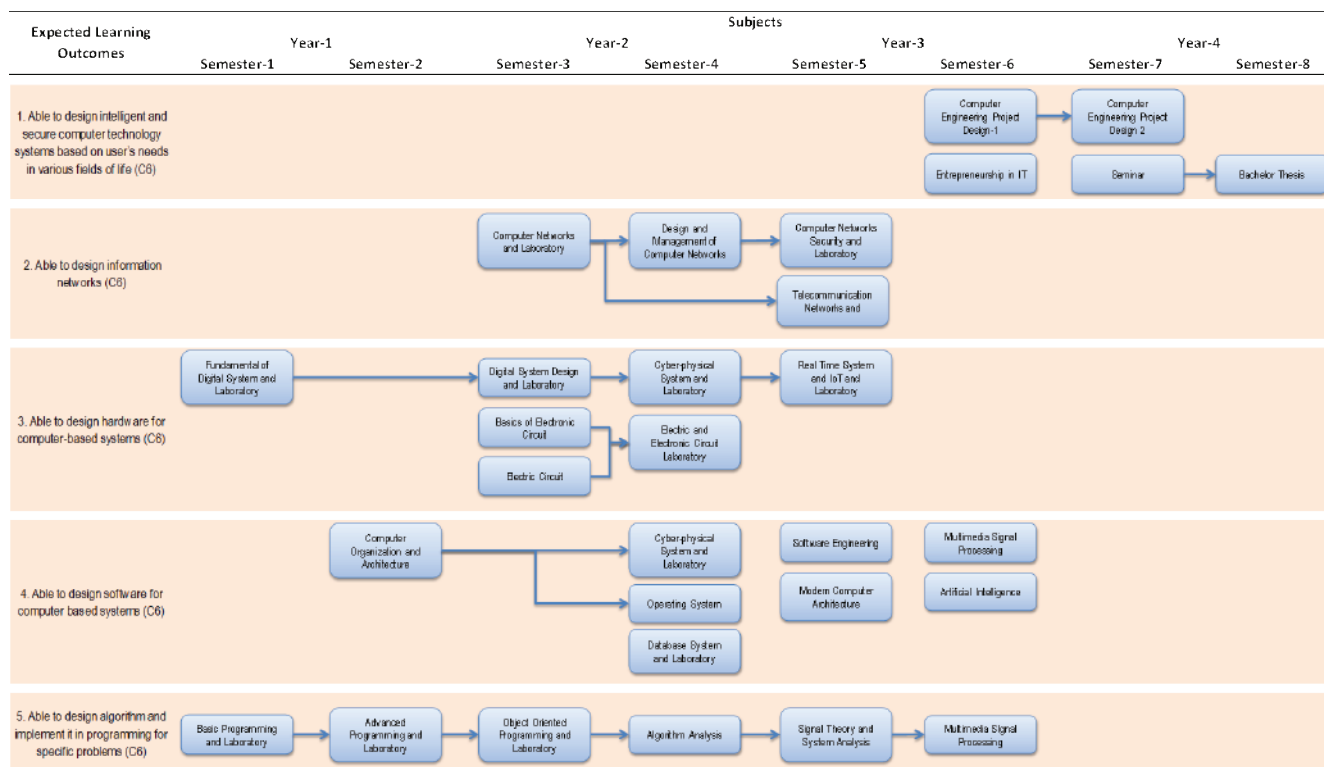 Expected Learning
Outcomes
Subjects
Year-1
Year-2
Year-3
Year-4
Semester-1
Semester-2
Semester-3
Semester-4
Semester-5
Semester-6
Semester-7
Semester-8
1. Able to design intelligent and
secure computer technology
systems based on user's needs
in various fields of life (C6)
Computer
Engineering Project
Design-1
Computer
Engineering Project
Design 2
Entrepreneurship in IT
Seminar
Bachelor Thesis
2. Able to design information
networks (C6)
Computer Networks
and Laboratory
Design and
Management of
Computer Networks
Computer Networks
Security and
Laboratory
Telecommunication
Networks and
3. Able to design hardware for
computer-based systems (C6)
Fundamental of
Digital System and
Laboratory
Digital System Design
and Laboratory
Cyber-physical
System and
Laboratory
Real Time System
and IoT and
Laboratory
Basics of Electronic
Circuit
Electric Circuit
Electric and
Electronic Circuit
Laboratory
4. Able to design software for
computer based systems (C6)
Computer
Organization and
Architecture
Cyber-physical
System and
Laboratory
Operating System
Database System
and Laboratory
Software Engineering
Modern Computer
Architecture
Multimedia Signal
Processing
Artificial Intelligence
5. Able to design algorithm and
implement it in programming for
specific problems (C6)
Basic Programming
and Laboratory
Advanced
Programming and
Laboratory
Object Oriented
Programming and
Laboratory
Algorithm Analysis
Signal Theory and
System Analysis
Multimedia Signal
Processing